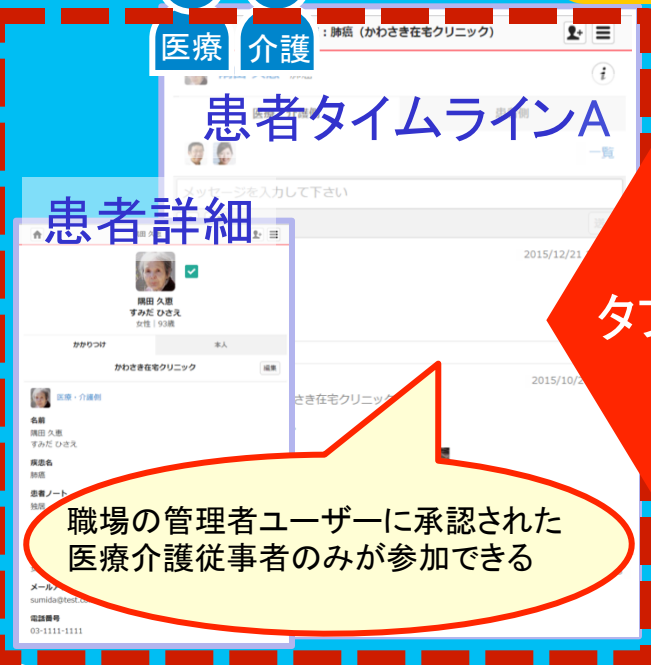 医療 介護
：肺癌（かわさき在宅クリニック）
患者タイムラインA
一覧
メッセージを入力して下さい
2015/12/21
患者詳細
隅田 久恵
すみだ ひさえ
女性｜93歳
かかりつけ 本人
かわさき在宅クリニック 編集
医療・介護側
名前
隅田 久恵
すみだ ひさえ
疾患名
肺癌
患者ノート
2015/10/2
さき在宅クリニック
タ
職場の管理者ユーザーに承認された
医療介護従事者のみが参加できる
sumida@test.
電話番号
03-1111-1111